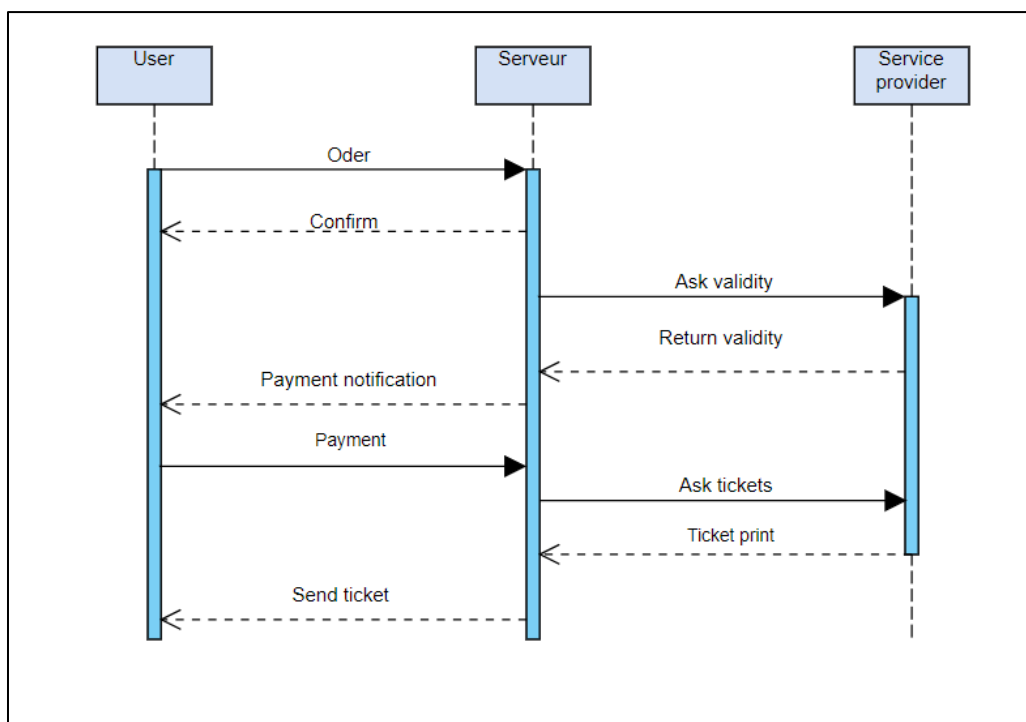 User
Serveur
Service
provider
Oder
Confirm
Ask validity
Return validity
Payment notification
Payment
Ask tickets
Ticket print
Send ticket